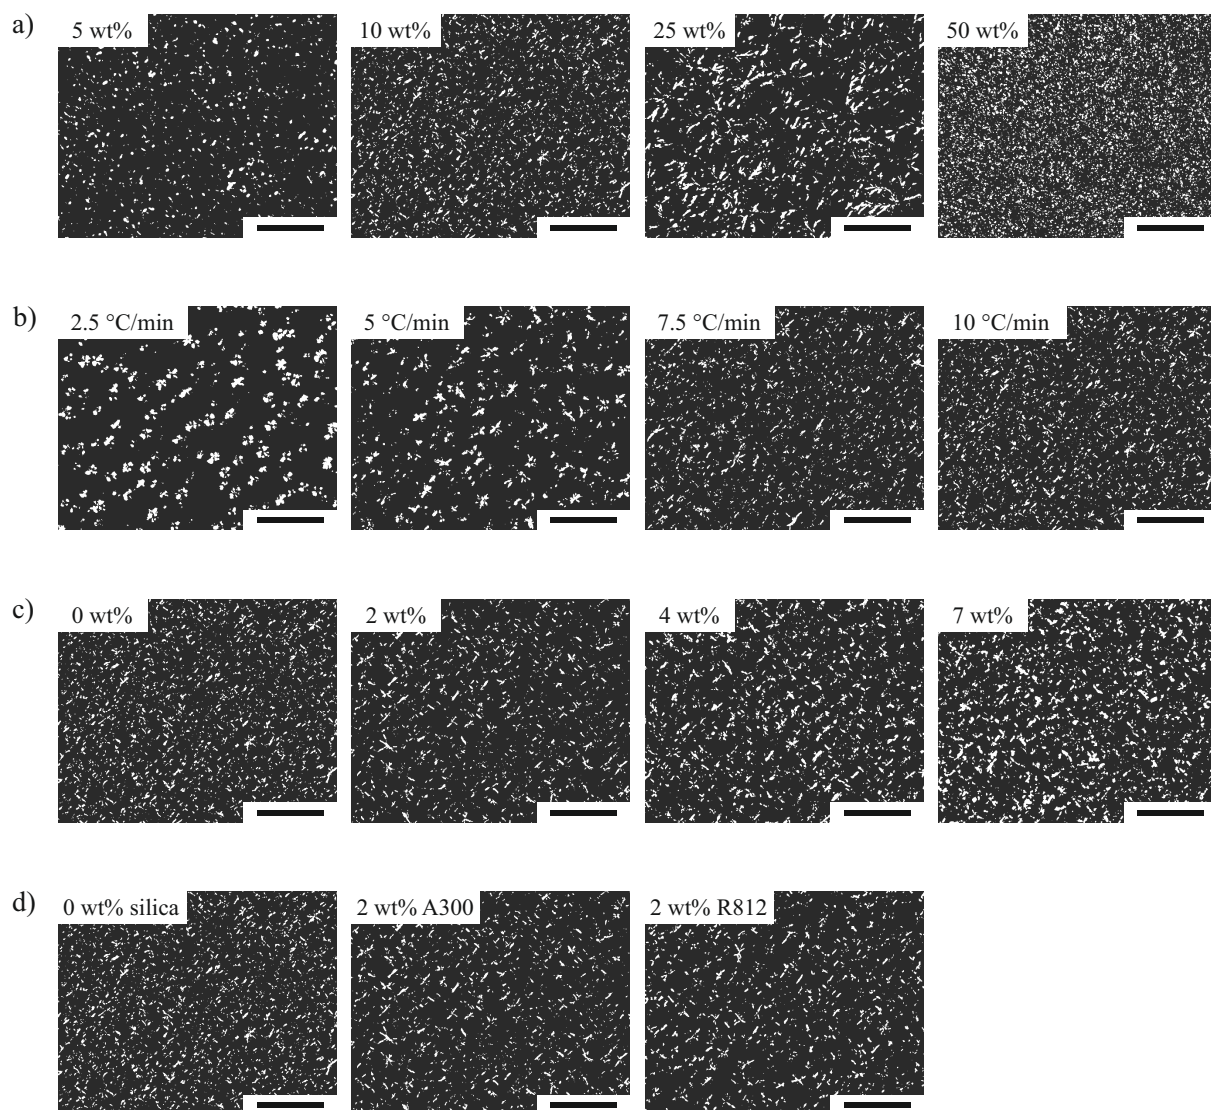 a) 5 wt% 10 wt% 25 wt% 50 wt%
b) 2.5 °C/min 5 °C/min 7.5 °C/min 10 °C/min
c) 0 wt% 2 wt% 4 wt% 7 wt%
d) 0 wt% silica 2 wt% A300 2 wt% R812